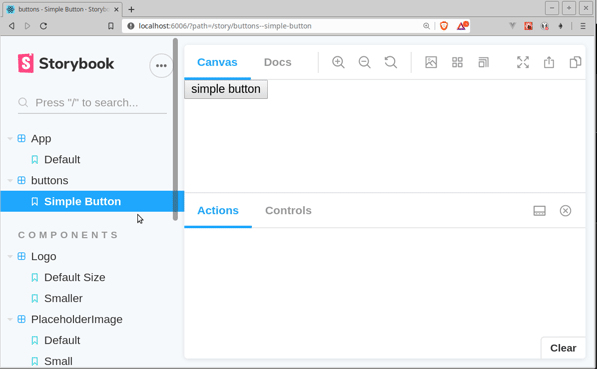 buttons - Simple Button - Storyb
localhost:6006/?path=/story/buttons--simple-button
Storybook
Press "/" to search...
App
Default
buttons
Simple Button
COMPONENTS
Logo
Default Size
Smaller
PlaceholderImage
Default
Small
Canvas
Docs
simple button
Actions
Controls
Clear